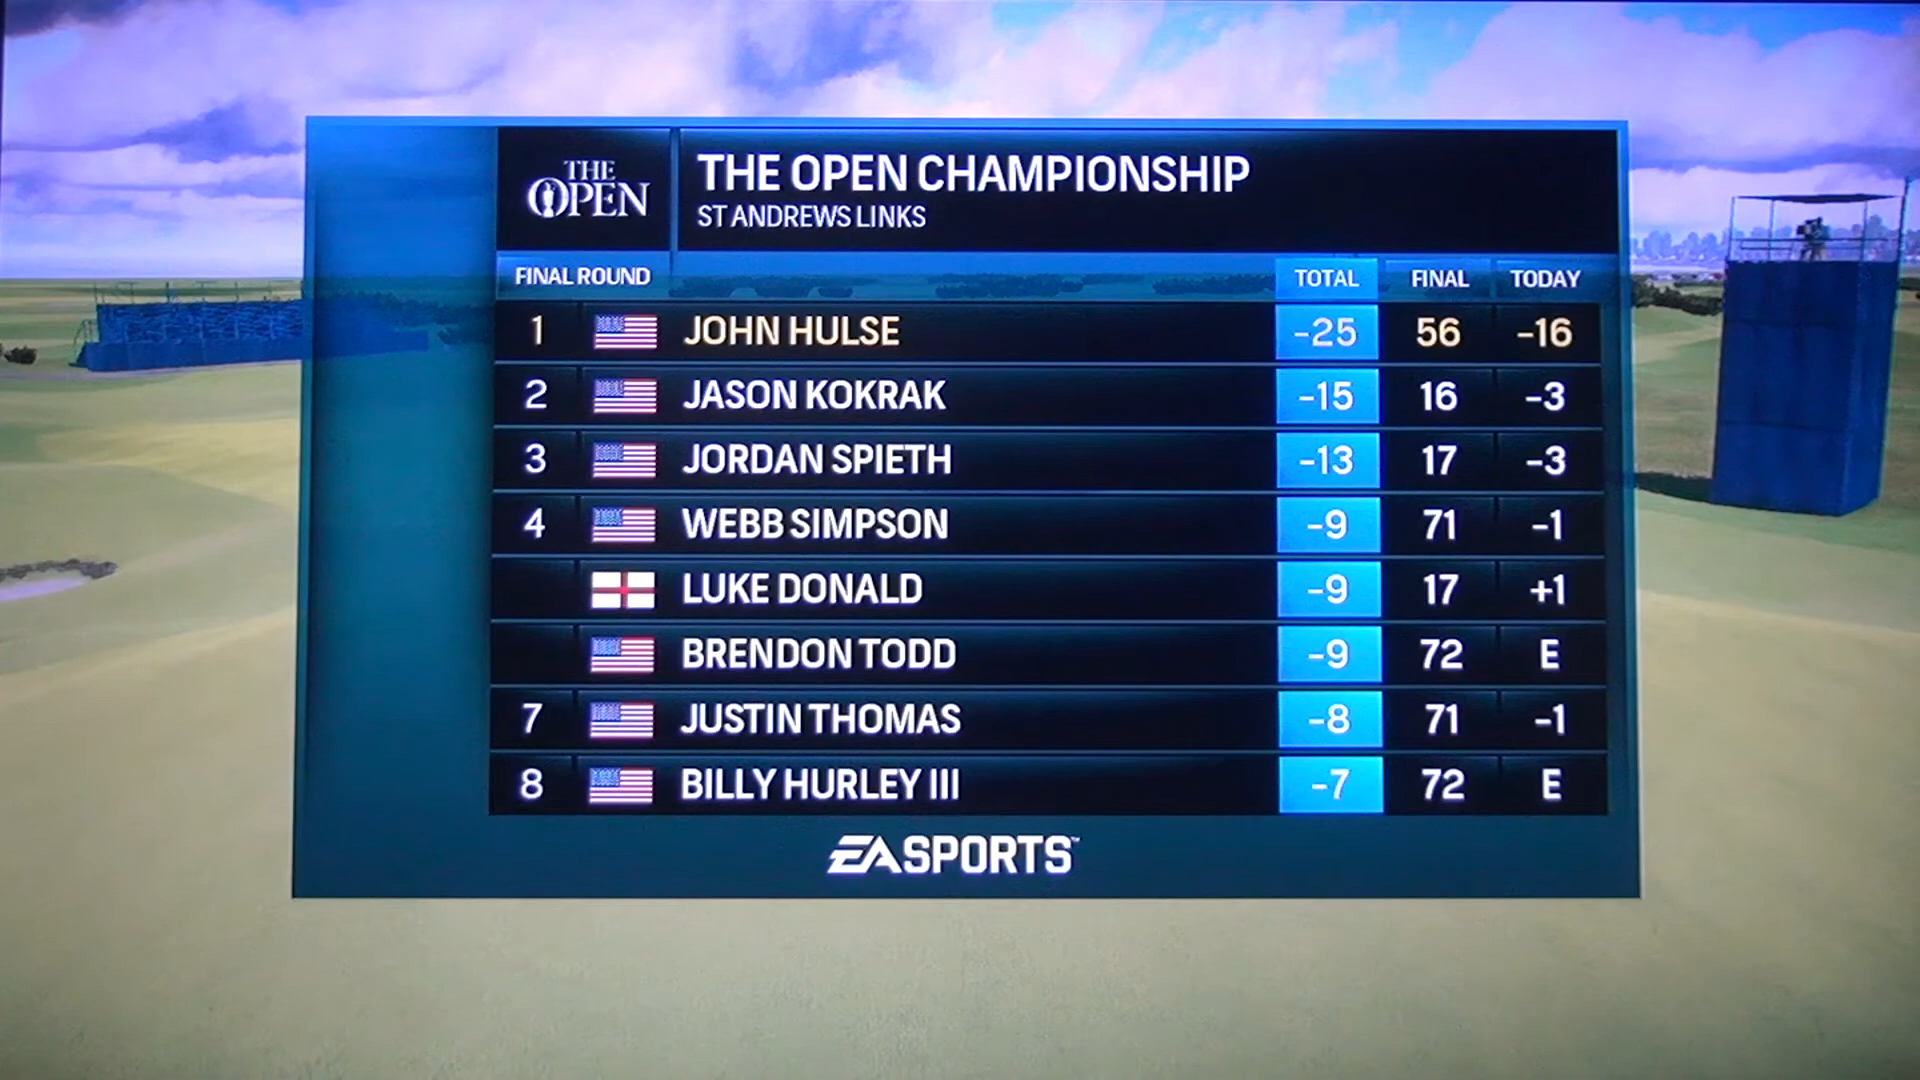 THE OPEN
THE OPEN CHAMPIONSHIP
ST ANDREWS LINKS
FINAL ROUND TOTAL FINAL TODAY
1 JOHN HULSE -25 56 -16
2 JASON KOKRAK -15 16 -3
3 JORDAN SPIETH -13 17 -3
4 WEBB SIMPSON -9 71 -1
LUKE DONALD -9 17 +1
BRENDON TODD -9 72 E
7 JUSTIN THOMAS -8 71 -1
8 BILLY HURLEY III -7 72 E
EA SPORTS™